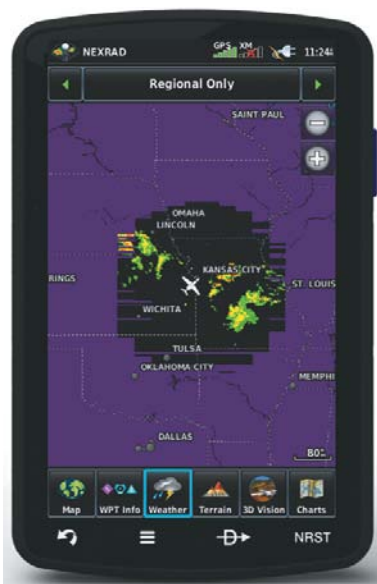 NEXRAD GPS XM 11:24
Regional Only
SAINT PAUL
OMAHA
LINCOLN
KANSAS CITY
RINGS
ST. LOUIS
WICHITA
TULSA
OKLAHOMA CITY
MEMPHI
DALLAS
Map WPT Info Weather Terrain 3D Vision Charts
NRST